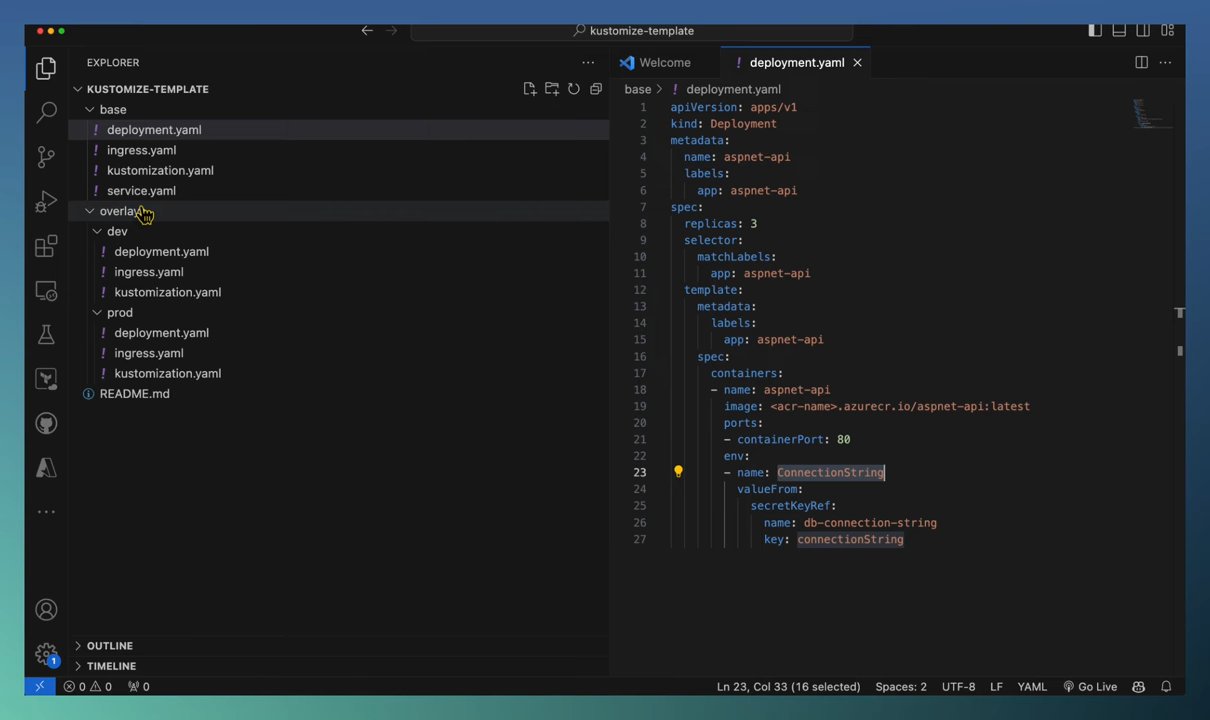 kustomize-template
EXPLORER
KUSTOMIZE-TEMPLATE
base
! deployment.yaml
! ingress.yaml
! kustomization.yaml
! service.yaml
dev
! deployment.yaml
! ingress.yaml
! kustomization.yaml
prod
! deployment.yaml
! ingress.yaml
! kustomization.yaml
README.md
OUTLINE
TIMELINE
Welcome
! deployment.yaml
base > ! deployment.yaml
1 apiVersion: apps/v1
2 kind: Deployment
3 metadata:
4 name: aspnet-api
5 labels:
6 app: aspnet-api
7 spec:
8 replicas: 3
9 selector:
10 matchLabels:
11 app: aspnet-api
12 template:
13 metadata:
14 labels:
15 app: aspnet-api
16 spec:
17 containers:
18 - name: aspnet-api
19 image: <acr-name>.azurecr.io/aspnet-api:latest
20 ports:
21 - containerPort: 80
22 env:
23 - name: ConnectionString
24 valueFrom:
25 secretKeyRef:
26 name: db-connection-string
27 key: connectionString
1
0 0 0
Ln 23, Col 33 (16 selected) Spaces: 2 UTF-8 LF YAML Go Live